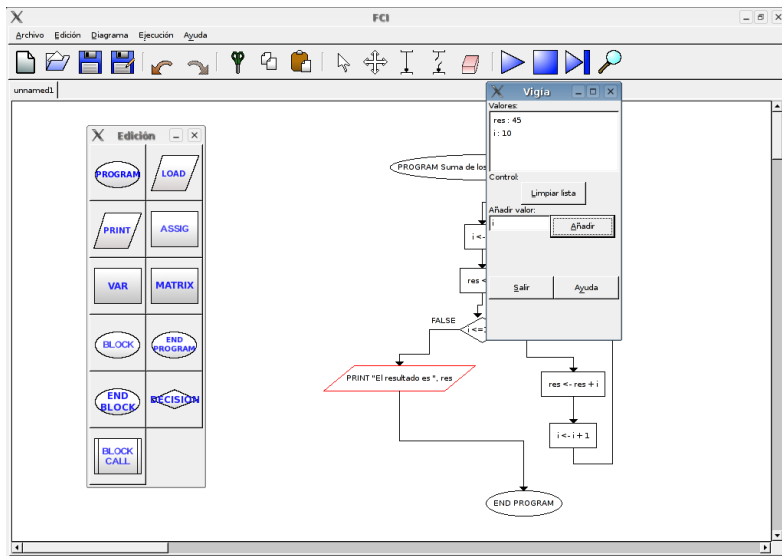 FCI
Archivo Edición Diagrama Ejecución Ayuda
unnamed1
Edición
PROGRAM
LOAD
PRINT
ASSIG
VAR
MATRIX
BLOCK
END
PROGRAM
END
BLOCK
DECISION
BLOCK
CALL
Vigia
Valores:
res : 45
i : 10
Control:
Limpiar lista
Añadir valor:
i
Añadir
Salir
Ayuda
PROGRAM Suma de los
i <-
res <
FALSE
i <=
PRINT "El resultado es ", res
res <- res + i
i <- i + 1
END PROGRAM